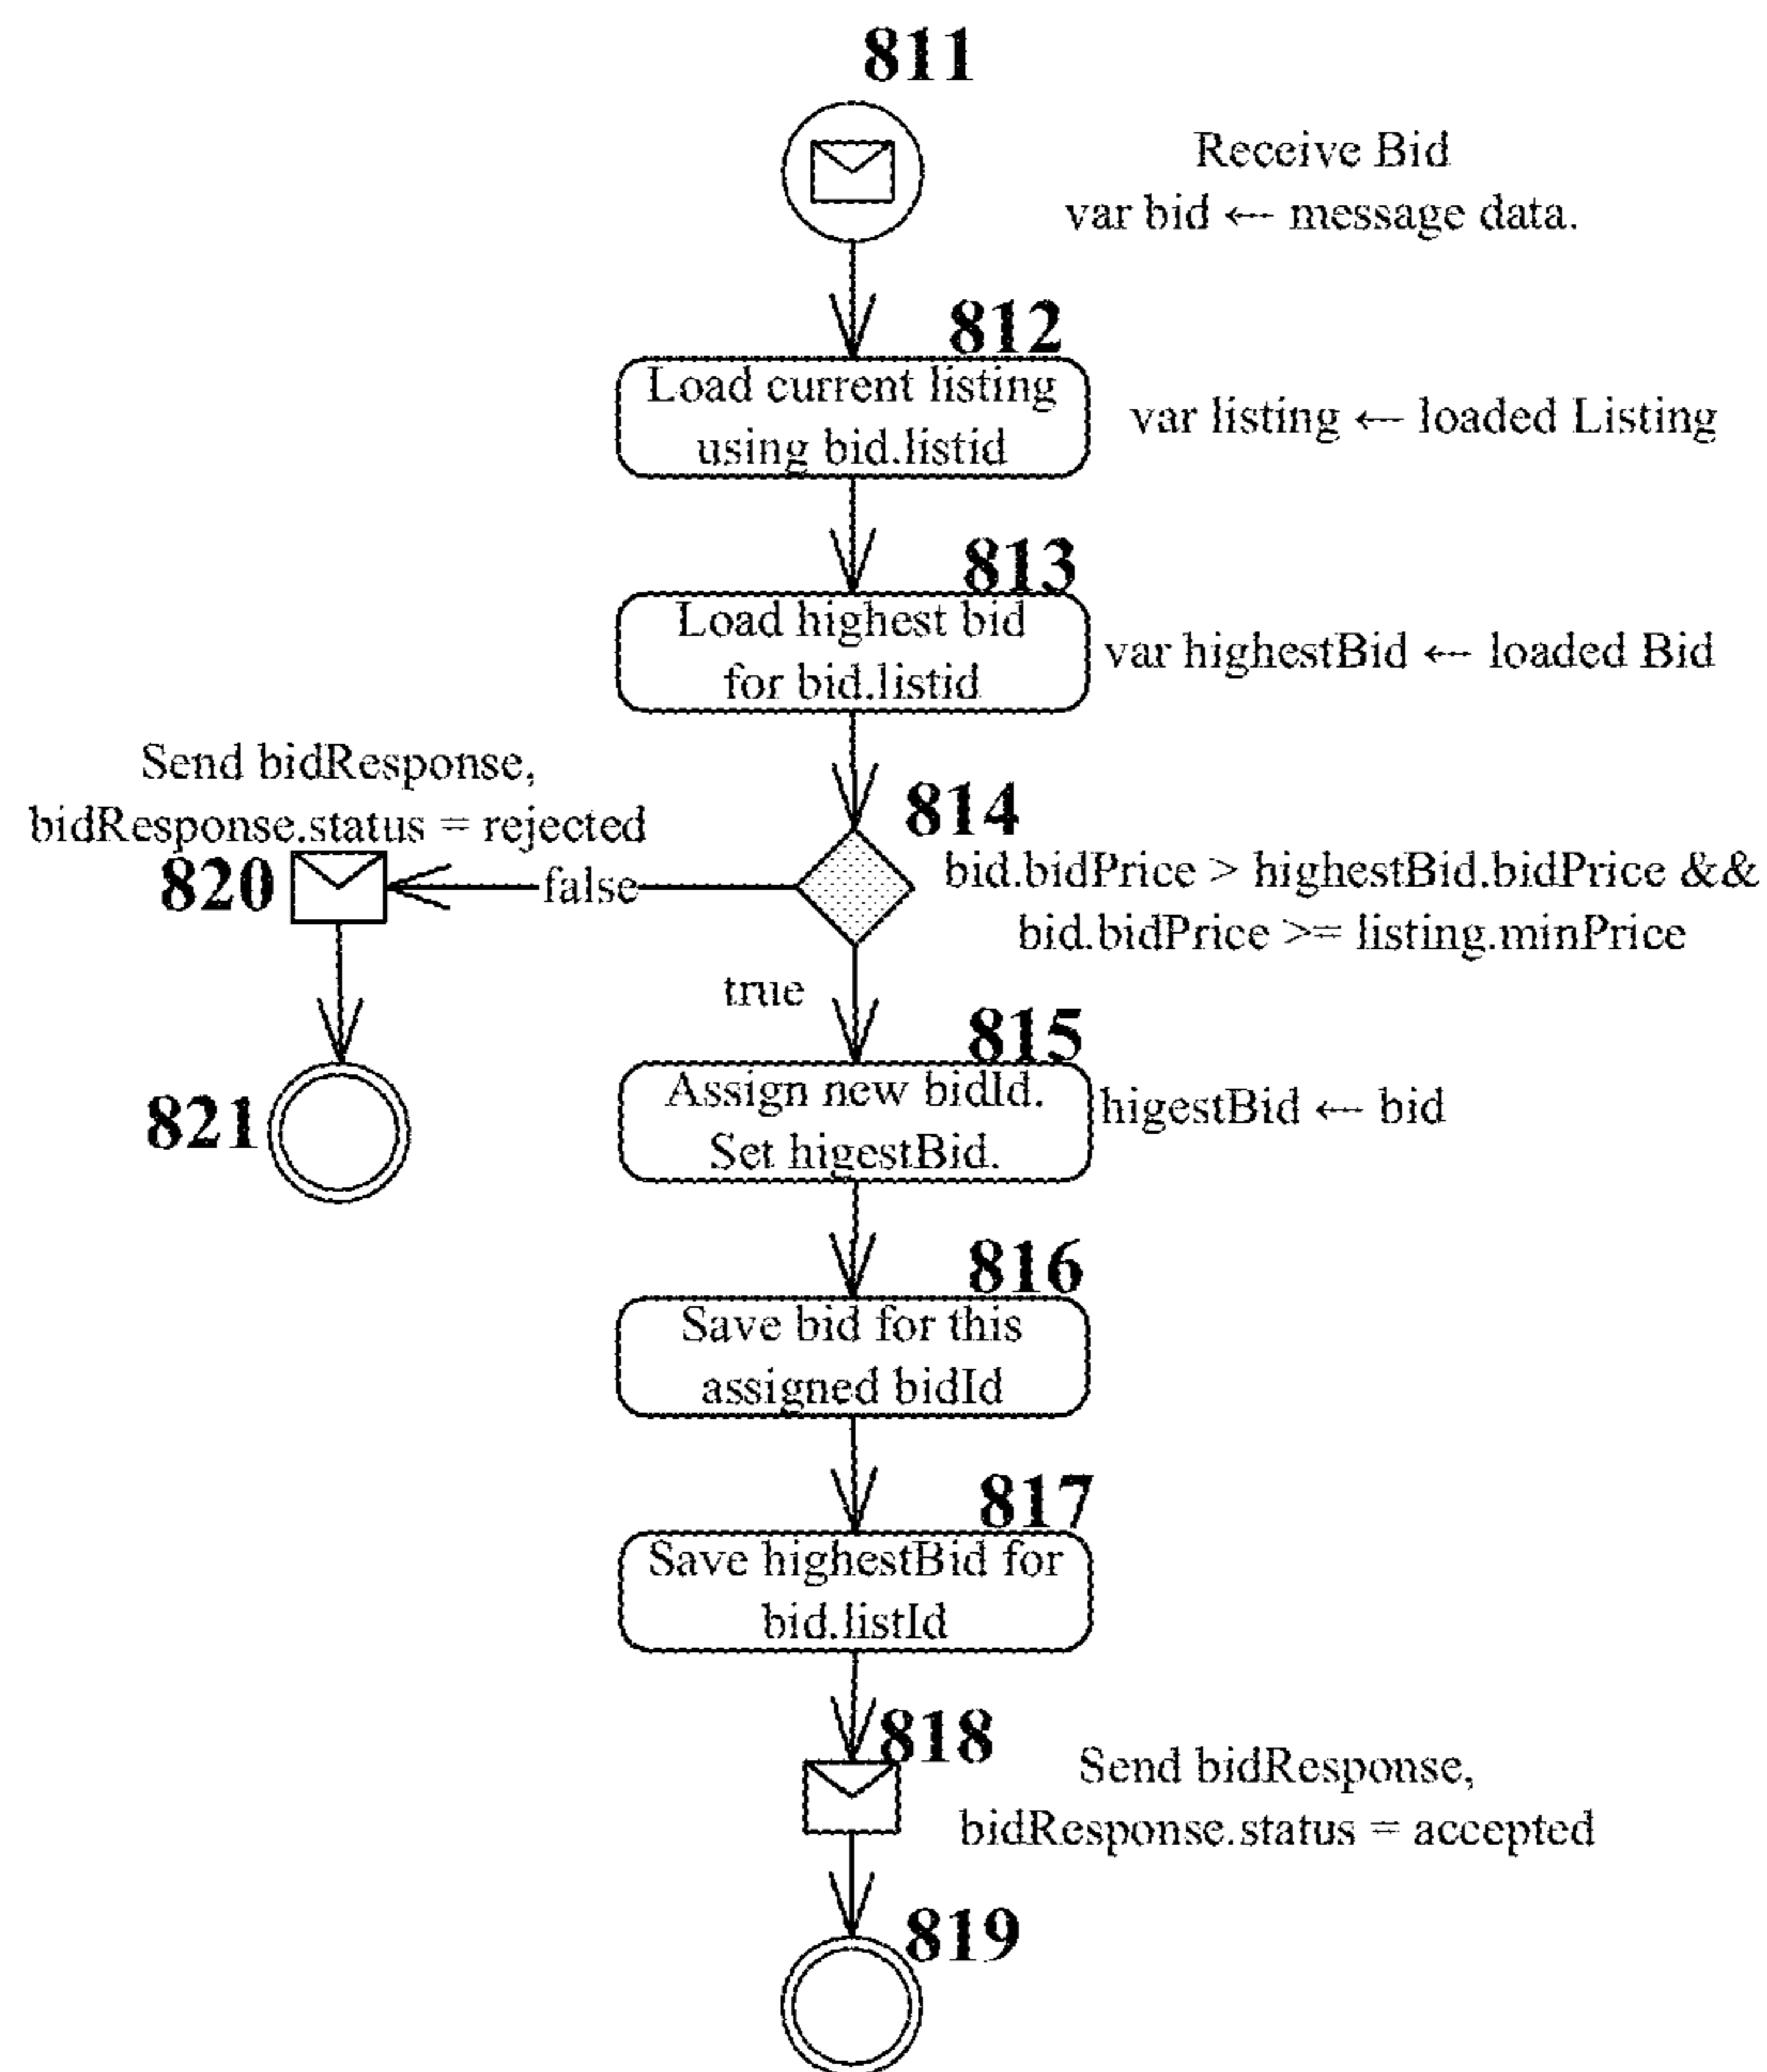 811
Receive Bid
var bid ← message data.
812
Load current listing
using bid.listid
var listing ← loaded Listing
813
Load highest bid
for bid.listid
var highestBid ← loaded Bid
Send bidResponse,
bidResponse.status = rejected
820
false
814
bid.bidPrice > highestBid.bidPrice &&
bid.bidPrice >= listing.minPrice
true
821
815
Assign new bidId.
Set higestBid.
higestBid ← bid
816
Save bid for this
assigned bidId
817
Save highestBid for
bid.listId
818
Send bidResponse,
bidResponse.status = accepted
819